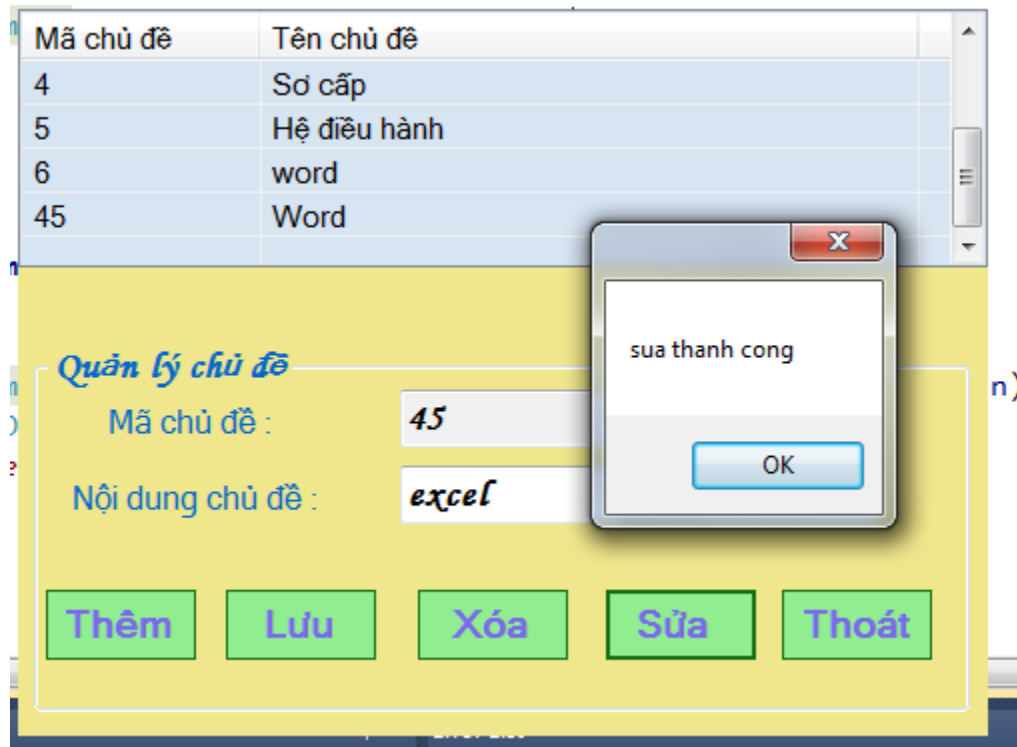 Mã chủ đề Tên chủ đề
4 Sơ cấp
5 Hệ điều hành
6 word
45 Word
sua thanh cong
OK
Quản lý chủ đề
Mã chủ đề : 45
Nội dung chủ đề : excel
Thêm Lưu Xóa Sửa Thoát
n)